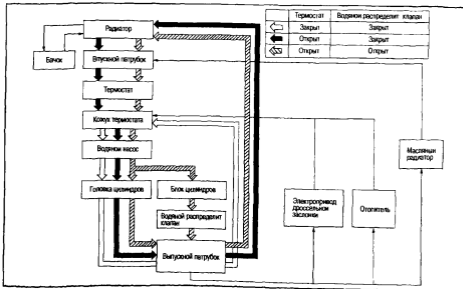 Термостат Водяной распределит клапан
Закрыт Закрыт
Открыт Закрыт
Открыт Открыт
Радиатор
Бачок
Впускной патрубок
Термостат
Кожух термостата
Водяной насос
Масляный
радиатор
Головка цилиндров
Блок цилиндров
Электропривод
дроссельной
заслонки
Отопитель
Водяной распределит
клапан
Выпускной патрубок